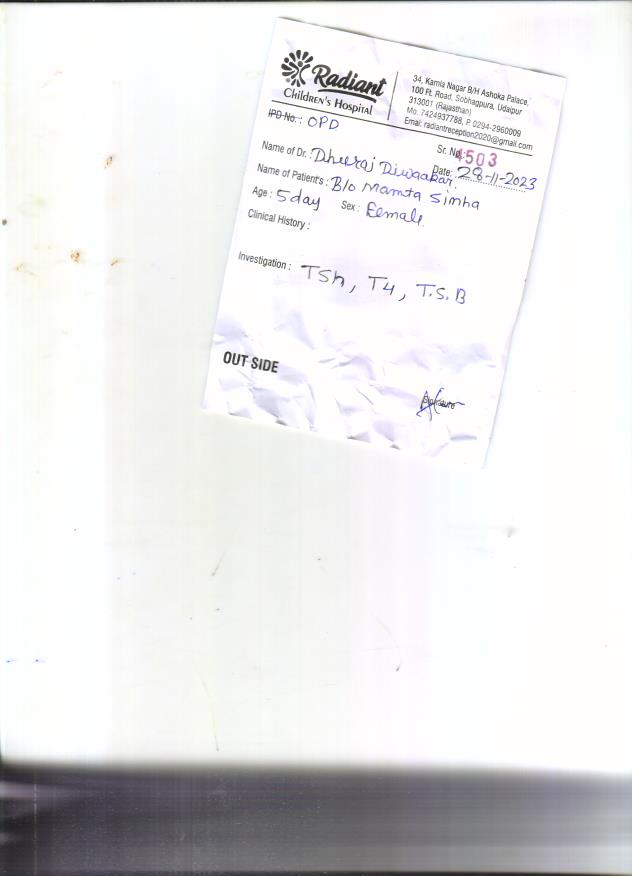 Radiant
Children's Hospital
34, Kamla Nagar B/H Ashoka Palace,
100 Ft. Road, Sobhagpura, Udaipur
313001 (Rajasthan)
Mo. 7424937788, P. 0294-2960009
Email: radiantreception2020@gmail.com
IPD No.: OPD
Sr. No. 1503
Name of Dr.: Dheeraj Diwaakar.
Date: 28-11-2023
Name of Patient's: B/o Mamta Simha
Age: 5 day Sex: Female.
Clinical History:
Investigation: TSh, T4, T.S.B
OUT SIDE
Signature